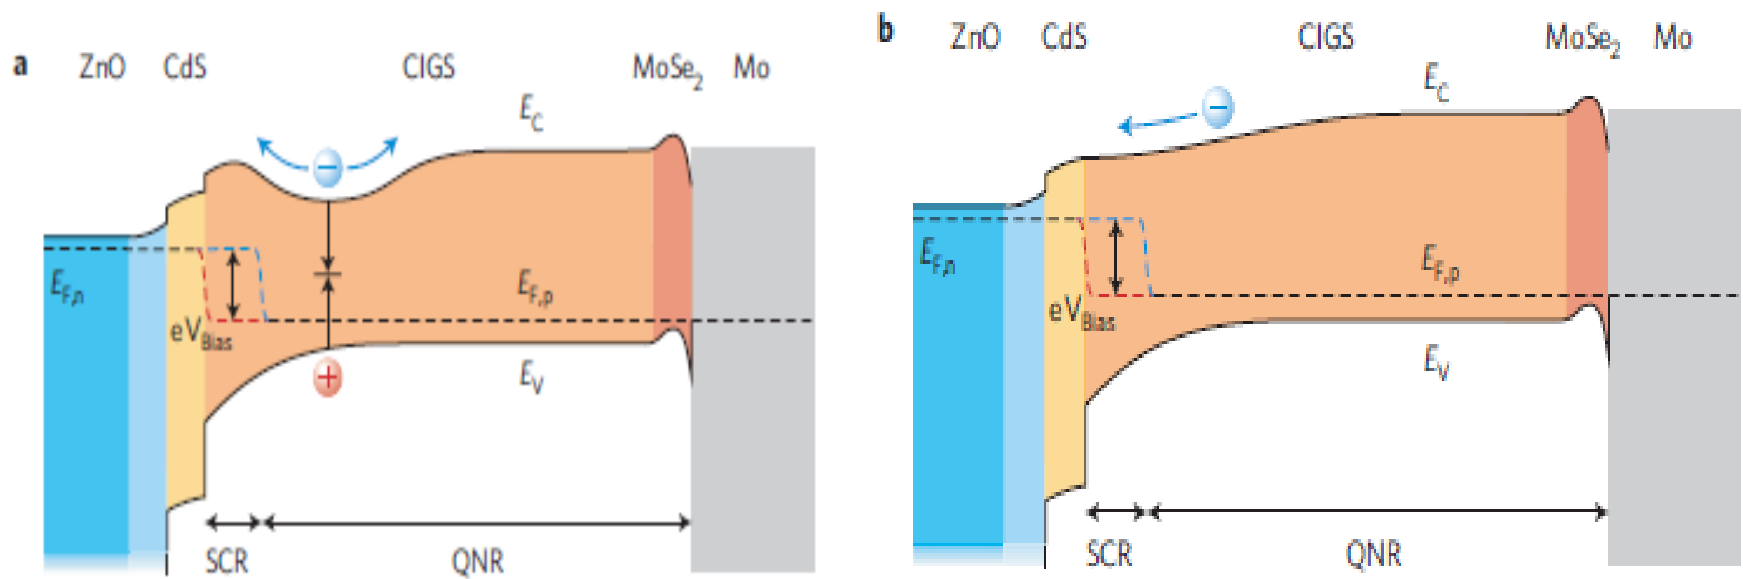 a ZnO CdS CIGS MoSe2 Mo
EC
−
EF,n
EF,p
eVBias
+
EV
SCR QNR
b ZnO CdS CIGS MoSe2 Mo
EC
−
EF,n
EF,p
eVBias
EV
SCR QNR